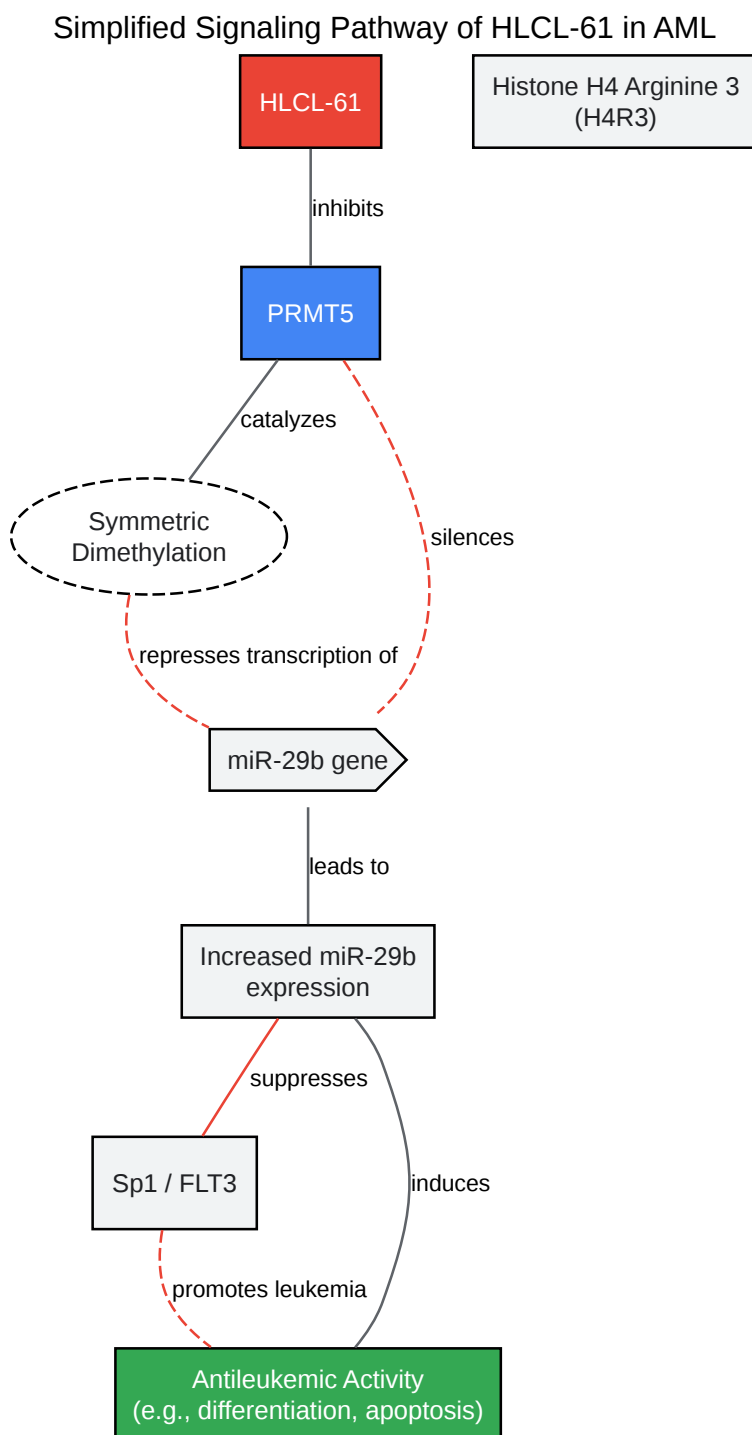 Simplified Signaling Pathway of HLCL-61 in AML
HLCL-61
Histone H4 Arginine 3
(H4R3)
inhibits
PRMT5
catalyzes
Symmetric
Dimethylation
silences
represses transcription of
miR-29b gene
leads to
Increased miR-29b
expression
suppresses
Sp1 / FLT3
induces
promotes leukemia
Antileukemic Activity
(e.g., differentiation, apoptosis)